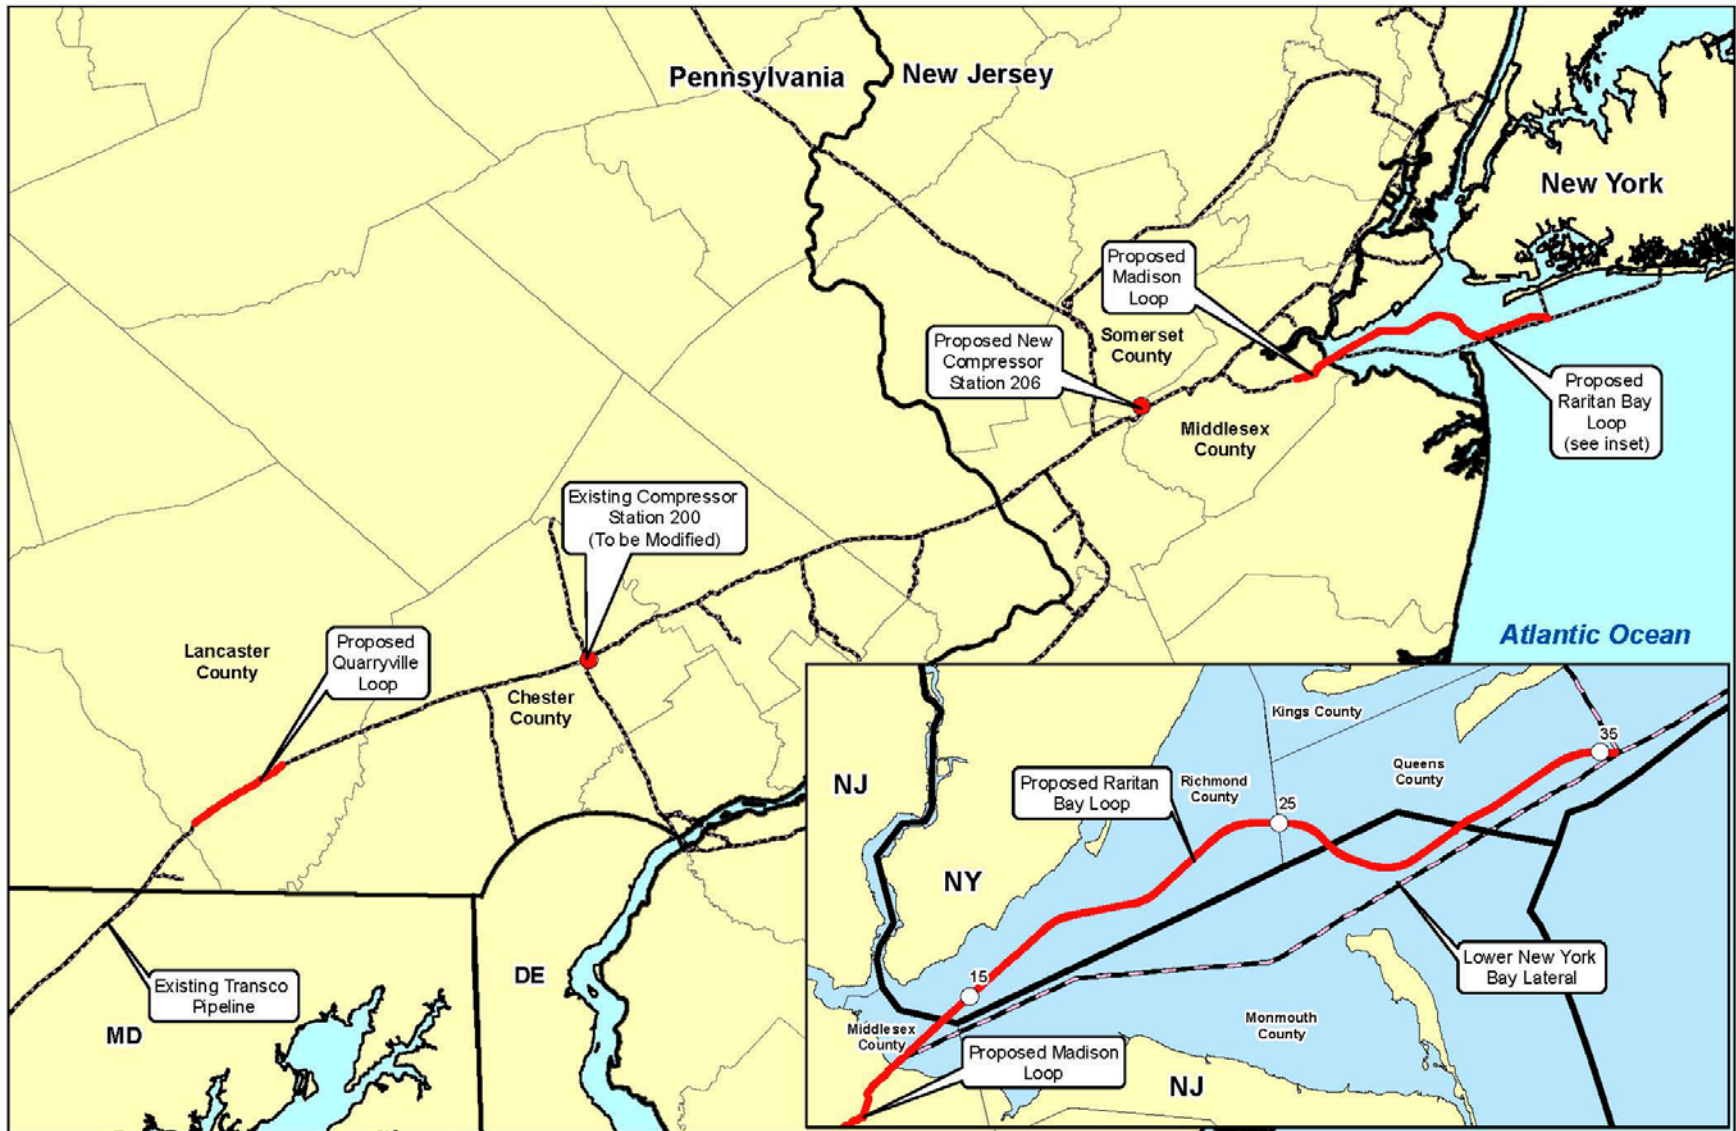 Pennsylvania
New Jersey
New York
Proposed
Madison
Loop
Proposed New
Compressor
Station 206
Somerset
County
Proposed
Raritan Bay
Loop
(see inset)
Middlesex
County
Existing Compressor
Station 200
(To be Modified)
Atlantic Ocean
Lancaster
County
Proposed
Quarryville
Loop
Chester
County
Existing Transco
Pipeline
MD
DE
Kings County
35
NJ
Proposed Raritan
Bay Loop
Richmond
County
Queens
County
25
NY
Lower New York
Bay Lateral
15
Middlesex
County
Monmouth
County
Proposed Madison
Loop
NJ